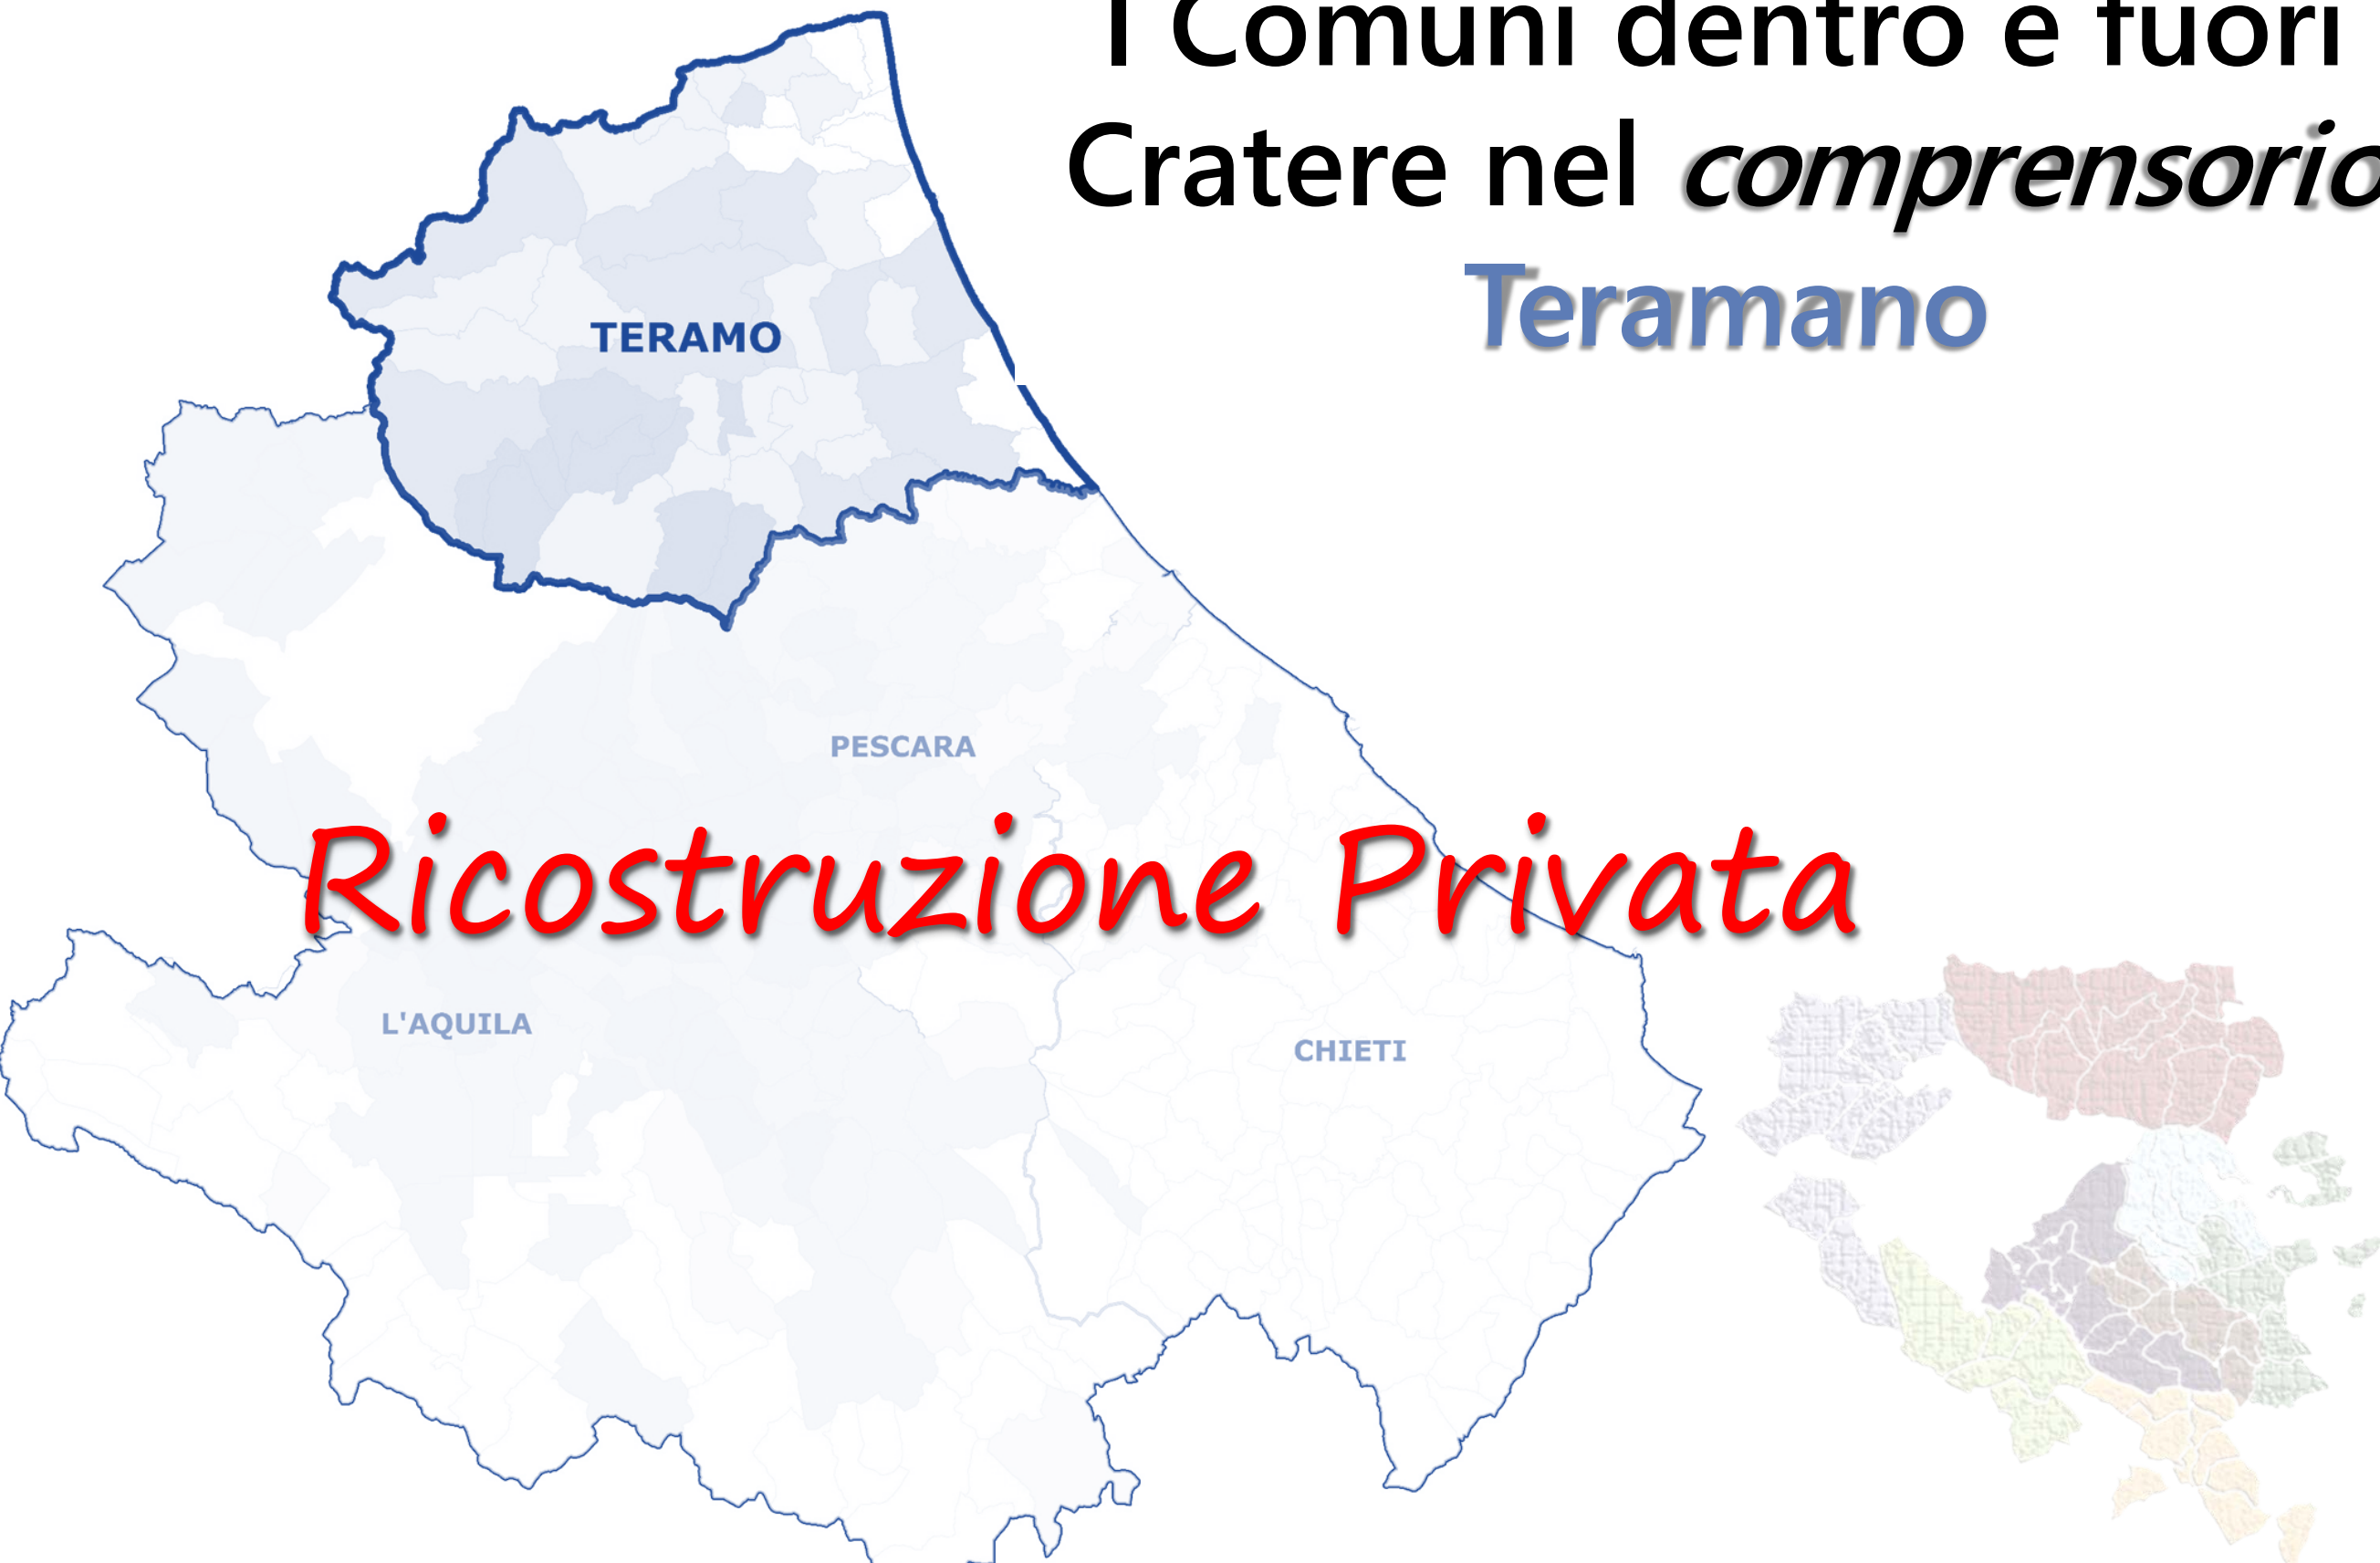 I Comuni dentro e fuori
Cratere nel comprensorio
Teramano
TERAMO
PESCARA
Ricostruzione Privata
L'AQUILA
CHIETI